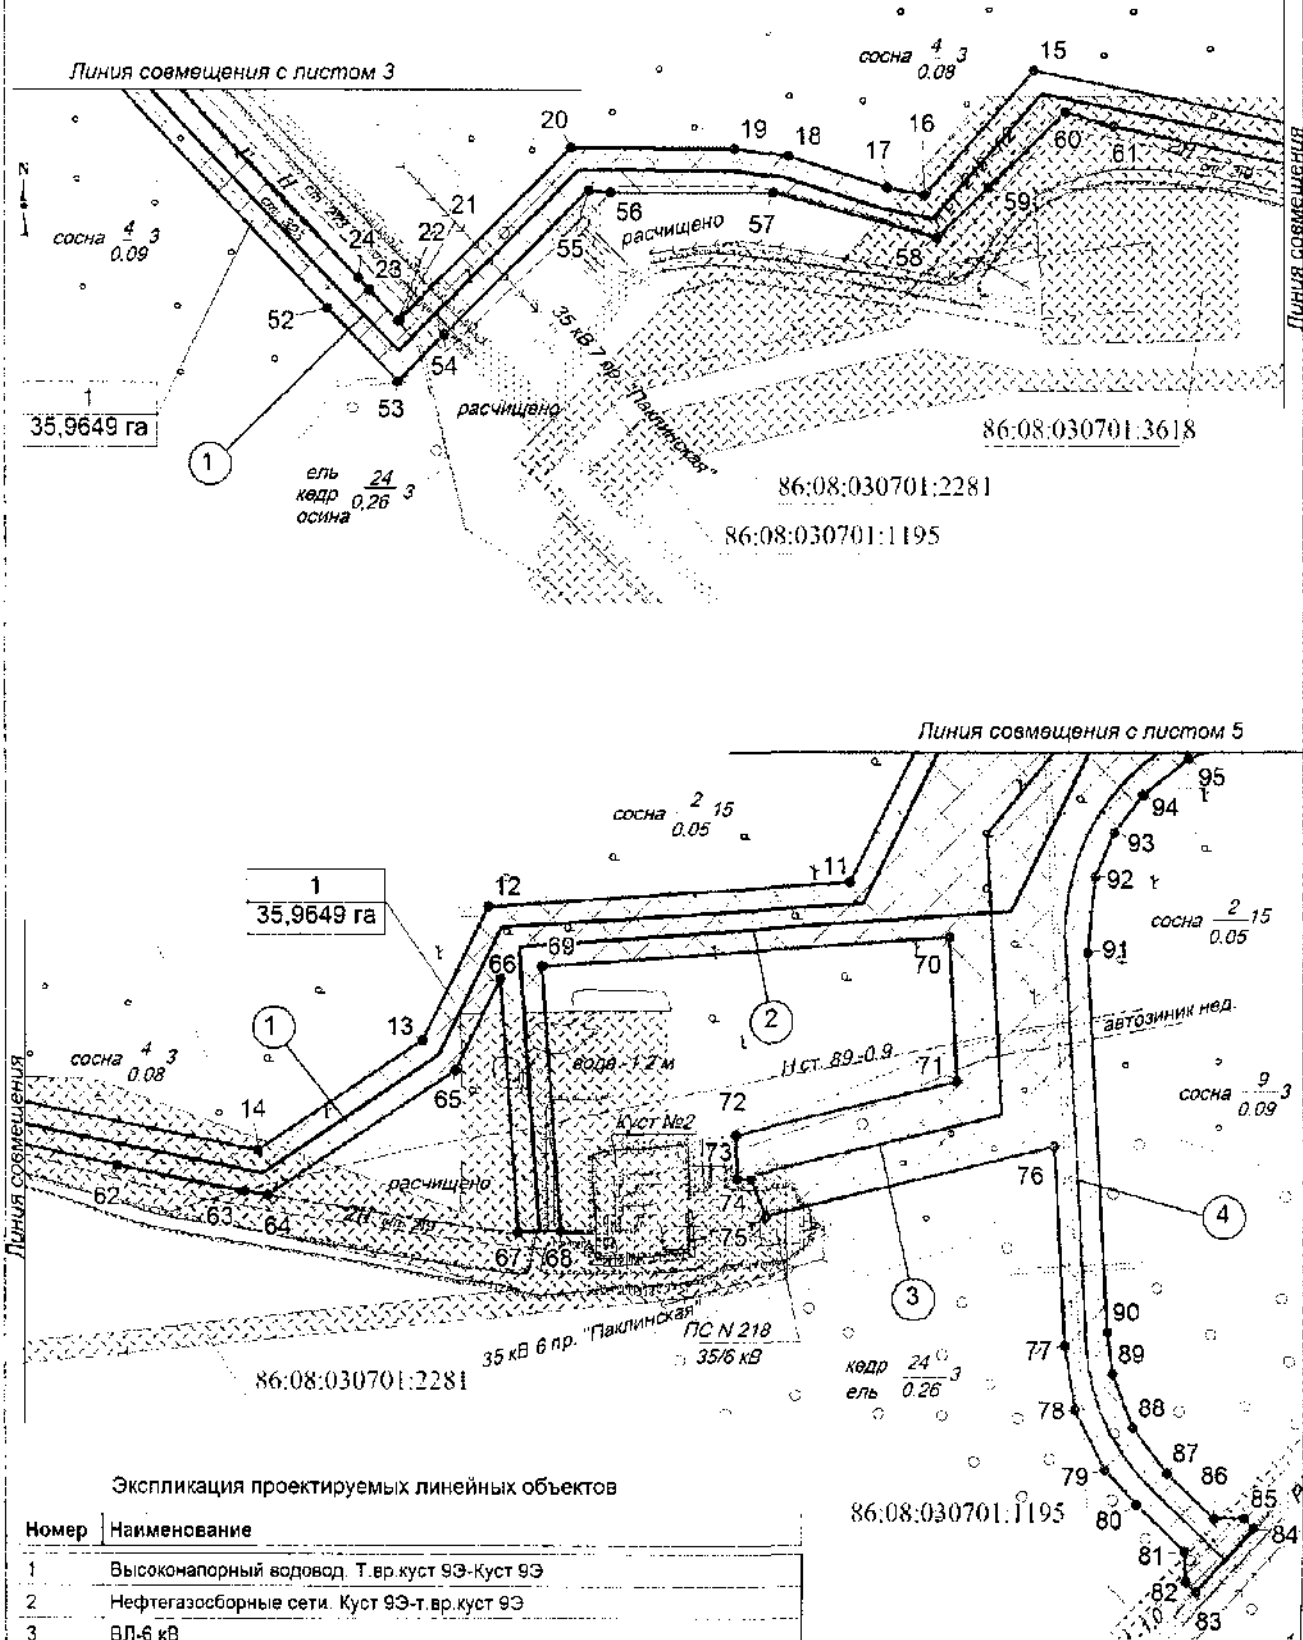 Линия совмещения с листом 3
сосна 4 3
0.08
15
20
19
18
17
16
60
61
N
сосна 4 3
0.09
24
23
22
21
55
56
57
58
59
расчищено
52
54
53
1
35,9649 га
1
расчищено
35 кВ 7 пр. "Паклинская"
ель
кедр 24 3
осина 0,26
86:08:030701:3618
86:08:030701:2281
86:08:030701:1195
Линия совмещения
Линия совмещения с листом 5
сосна 2 15
0.05
95
94
93
92
91
1
35,9649 га
12
11
сосна 2 15
0.05
66
69
70
2
13
1
автозимник нед.
сосна 4 3
0.08
вода -1.2 м
Н ст. 89-0.9
71
65
72
сосна 9 3
0.09
14
Куст №2
73
76
74
75
4
расчищено
2Н ст. 219
62
63
64
67
68
3
Линия совмещения
35 кВ 6 пр. "Паклинская"
ПС N 218
35/6 кВ
86:08:030701:2281
кедр 24 3
ель 0.26
90
77
89
78
88
87
79
86
85
80
84
86:08:030701:1195
81
82
83
Экспликация проектируемых линейных объектов
Номер Наименование
1 Высоконапорный водовод. Т.вр.куст 9Э-Куст 9Э
2 Нефтегазосборные сети. Куст 9Э-т.вр.куст 9Э
3 ВЛ-6 кВ